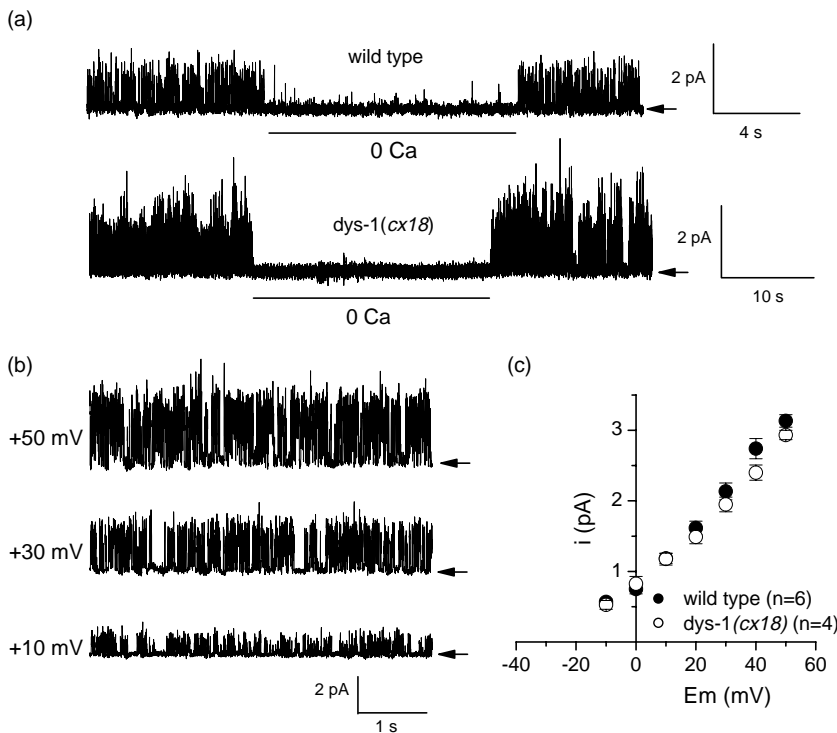 (a)
wild type
2 pA
4 s
0 Ca
dys-1(cx18)
2 pA
10 s
0 Ca
(b)
+50 mV
+30 mV
+10 mV
2 pA
1 s
(c)
i (pA)
3
2
1
wild type (n=6)
dys-1(cx18) (n=4)
-40 -20 0 20 40 60
Em (mV)